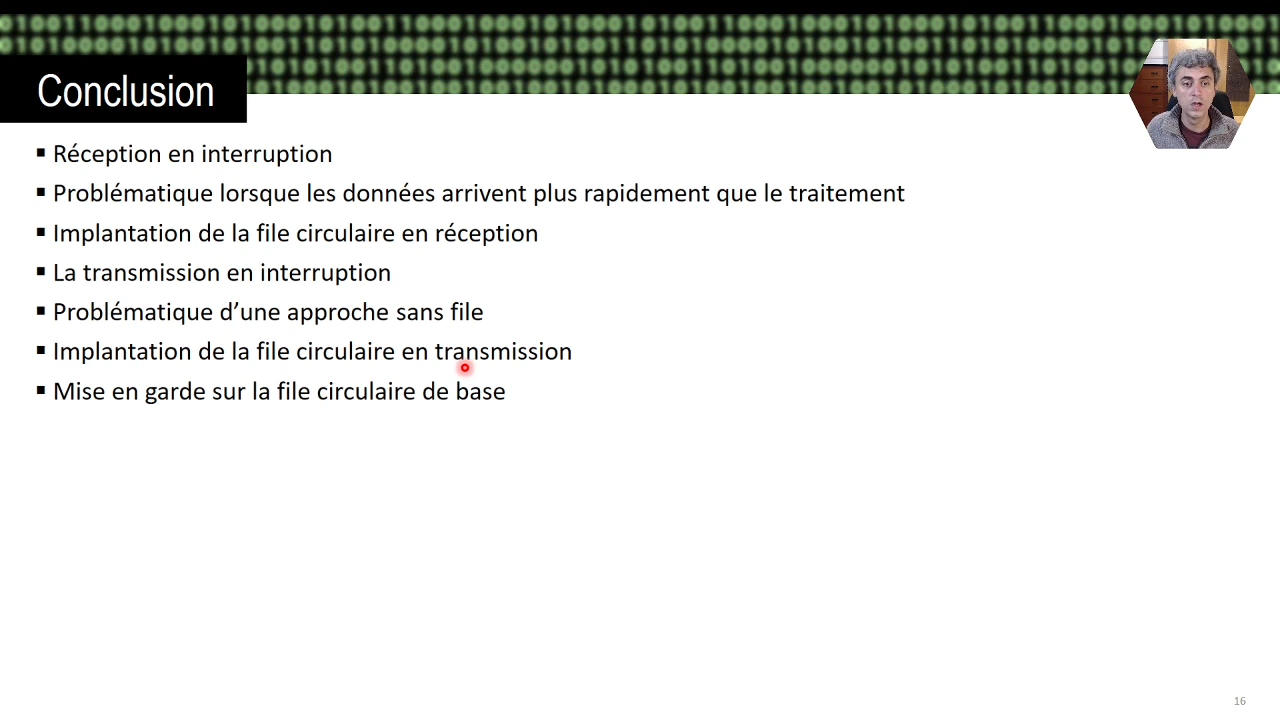 Conclusion
Réception en interruption
Problématique lorsque les données arrivent plus rapidement que le traitement
Implantation de la file circulaire en réception
La transmission en interruption
Problématique d’une approche sans file
Implantation de la file circulaire en transmission
Mise en garde sur la file circulaire de base
16